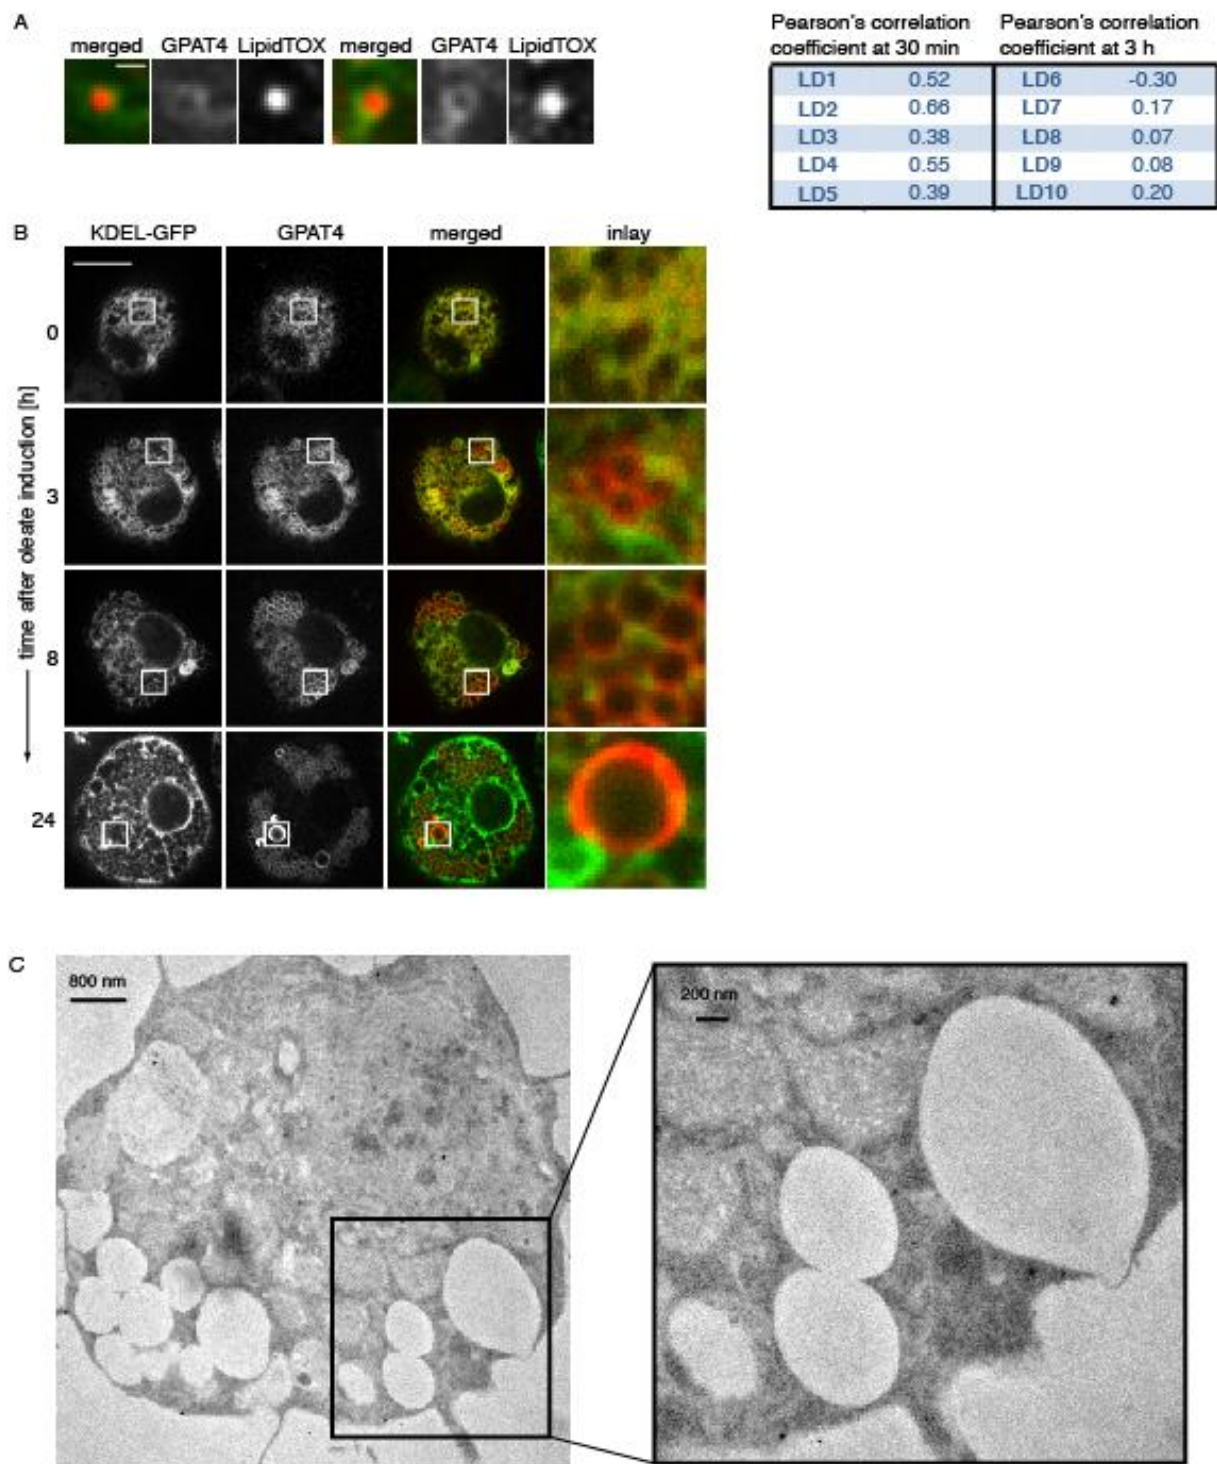 A
merged GPAT4 LipidTOX merged GPAT4 LipidTOX
Pearson's correlation coefficient at 30 min
Pearson's correlation coefficient at 3 h
LD1 0.52 LD6 -0.30
LD2 0.66 LD7 0.17
LD3 0.38 LD8 0.07
LD4 0.55 LD9 0.08
LD5 0.39 LD10 0.20
B
KDEL-GFP GPAT4 merged inlay
time after oleate induction [h]
0
3
8
24
C
800 nm
200 nm